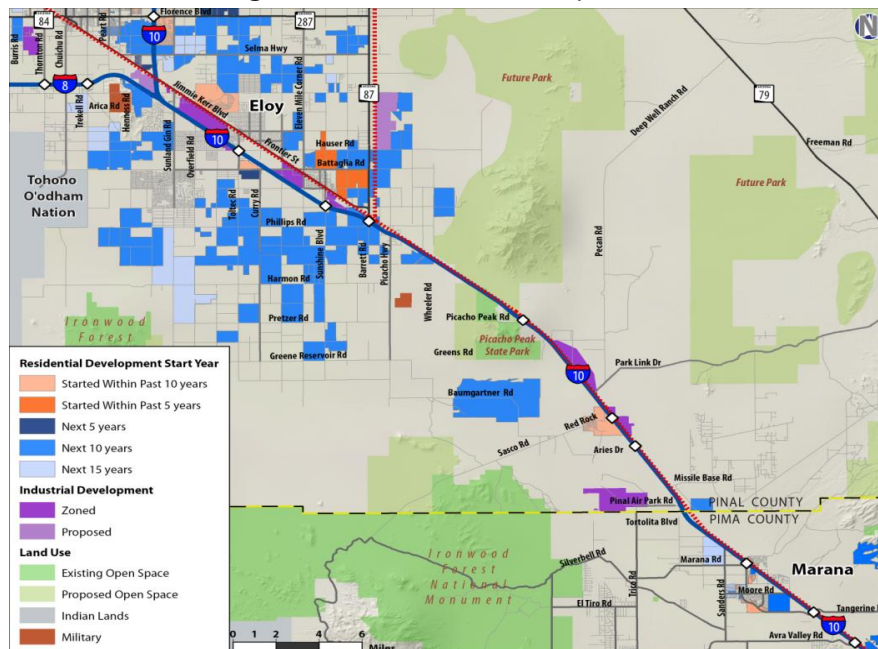 84
Florence Blvd
287
10
N
Burris Rd
Thornton Rd
Chuichu Rd
Peart Rd
Selma Hwy
8
Trekell Rd
Arica Rd
Henness Rd
Jimmie Kerr Blvd
Eloy
Eleven Mile Corner Rd
87
Future Park
Deep Well Ranch Rd
79
Freeman Rd
10
Sunland Gin Rd
Overfield Rd
Frontier St
Hauser Rd
Battaglia Rd
Tohono
O'odham
Nation
Toltec Rd
Curry Rd
Phillips Rd
Sunshine Blvd
Barrett Rd
Picacho Hwy
Future Park
Pecan Rd
Harmon Rd
Wheeler Rd
Pretzer Rd
Picacho Peak Rd
Ironwood
Forest
Greene Reservoir Rd
Greens Rd
Picacho Peak
State Park
10
Park Link Dr
Baumgartner Rd
Red Rock
Sasco Rd
Aries Dr
Missile Base Rd
Pinal Air Park Rd
PINAL COUNTY
PIMA COUNTY
Tortolita Blvd
Ironwood
Forest
National
Monument
Silverbell Rd
Trico Rd
Marana Rd
Marana
Sanders Rd
Moore Rd
El Tiro Rd
Tangerine
10
Avra Valley Rd
Residential Development Start Year
Started Within Past 10 years
Started Within Past 5 years
Next 5 years
Next 10 years
Next 15 years
Industrial Development
Zoned
Proposed
Land Use
Existing Open Space
Proposed Open Space
Indian Lands
Military
0 1 2 4 6
Miles